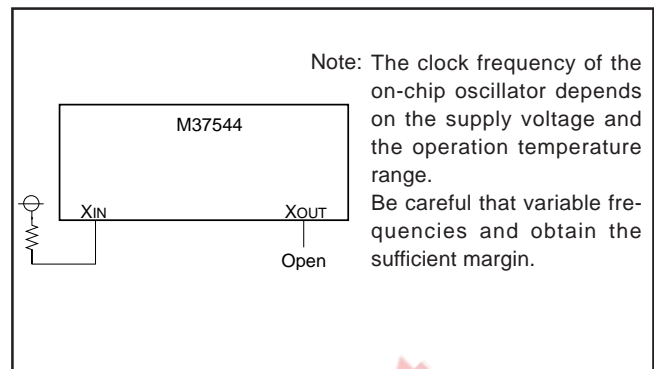 Note: The clock frequency of the
on-chip oscillator depends
on the supply voltage and
the operation temperature
range.
Be careful that variable fre-
quencies and obtain the
sufficient margin.
M37544
XIN
XOUT
Open